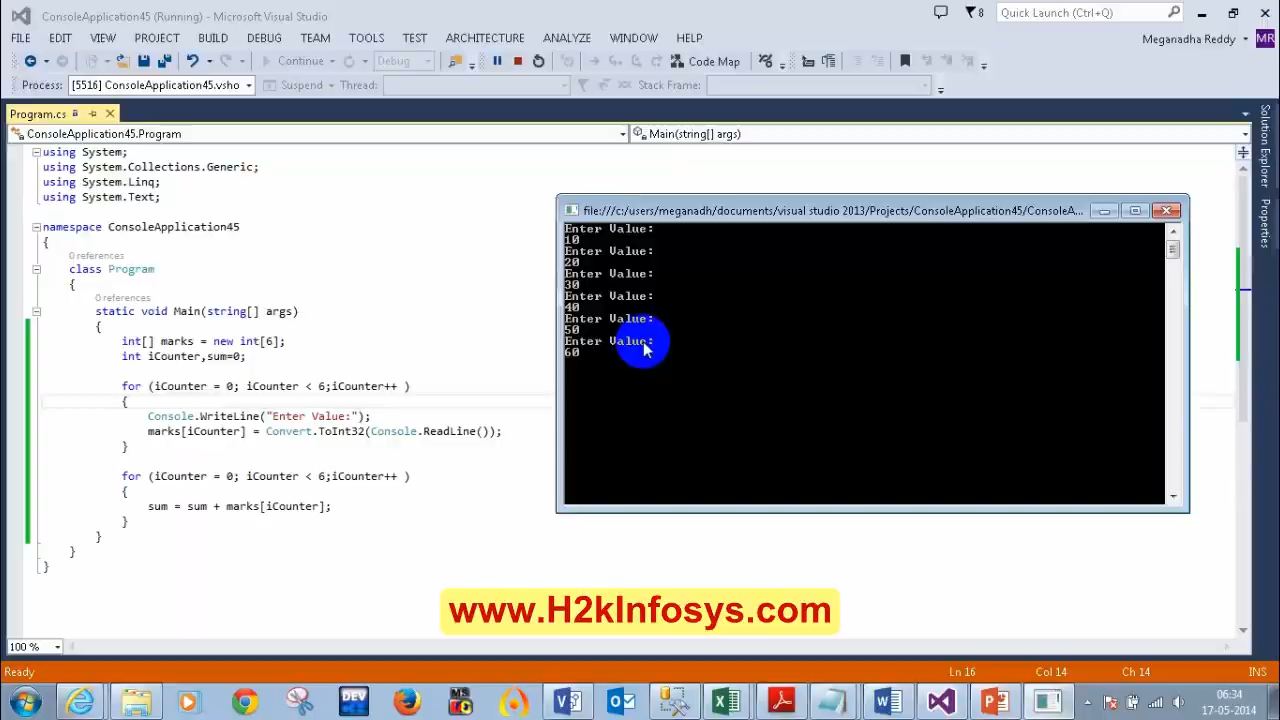 ConsoleApplication45 (Running) - Microsoft Visual Studio
8
Quick Launch (Ctrl+Q)
FILE EDIT VIEW PROJECT BUILD DEBUG TEAM TOOLS TEST ARCHITECTURE ANALYZE WINDOW HELP
Meganadha Reddy
MR
Continue
Debug
Code Map
Process: [5516] ConsoleApplication45.vsho
Suspend
Thread:
Stack Frame:
Program.cs
ConsoleApplication45.Program
Main(string[] args)
using System;
using System.Collections.Generic;
using System.Linq;
using System.Text;
namespace ConsoleApplication45
{
0 references
class Program
{
0 references
static void Main(string[] args)
{
int[] marks = new int[6];
int iCounter,sum=0;
for (iCounter = 0; iCounter < 6;iCounter++ )
{
Console.WriteLine("Enter Value:");
marks[iCounter] = Convert.ToInt32(Console.ReadLine());
}
for (iCounter = 0; iCounter < 6;iCounter++ )
{
sum = sum + marks[iCounter];
}
}
}
}
file:///c:/users/meganadh/documents/visual studio 2013/Projects/ConsoleApplication45/ConsoleA...
Enter Value:
10
Enter Value:
20
Enter Value:
30
Enter Value:
40
Enter Value:
50
Enter Value:
60
Solution Explorer
Properties
www.H2kInfosys.com
100 %
Ready
Ln 16
Col 14
Ch 14
INS
DEV
06:34
17-05-2014